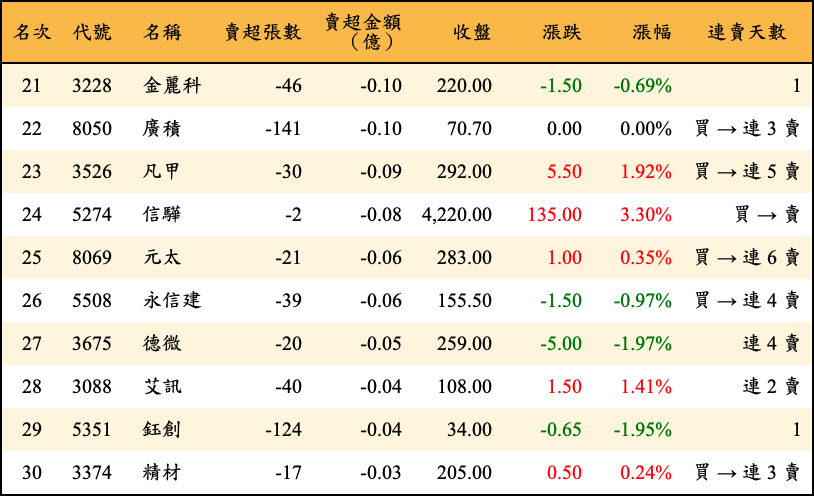 名次 代號 名稱 賣超張數 賣超金額（億） 收盤 漲跌 漲幅 連賣天數
21 3228 金麗科 -46 -0.10 220.00 -1.50 -0.69% 1
22 8050 廣積 -141 -0.10 70.70 0.00 0.00% 買 → 連 3 賣
23 3526 凡甲 -30 -0.09 292.00 5.50 1.92% 買 → 連 5 賣
24 5274 信驊 -2 -0.08 4,220.00 135.00 3.30% 買 → 賣
25 8069 元太 -21 -0.06 283.00 1.00 0.35% 買 → 連 6 賣
26 5508 永信建 -39 -0.06 155.50 -1.50 -0.97% 買 → 連 4 賣
27 3675 德微 -20 -0.05 259.00 -5.00 -1.97% 連 4 賣
28 3088 艾訊 -40 -0.04 108.00 1.50 1.41% 連 2 賣
29 5351 鈺創 -124 -0.04 34.00 -0.65 -1.95% 1
30 3374 精材 -17 -0.03 205.00 0.50 0.24% 買 → 連 3 賣